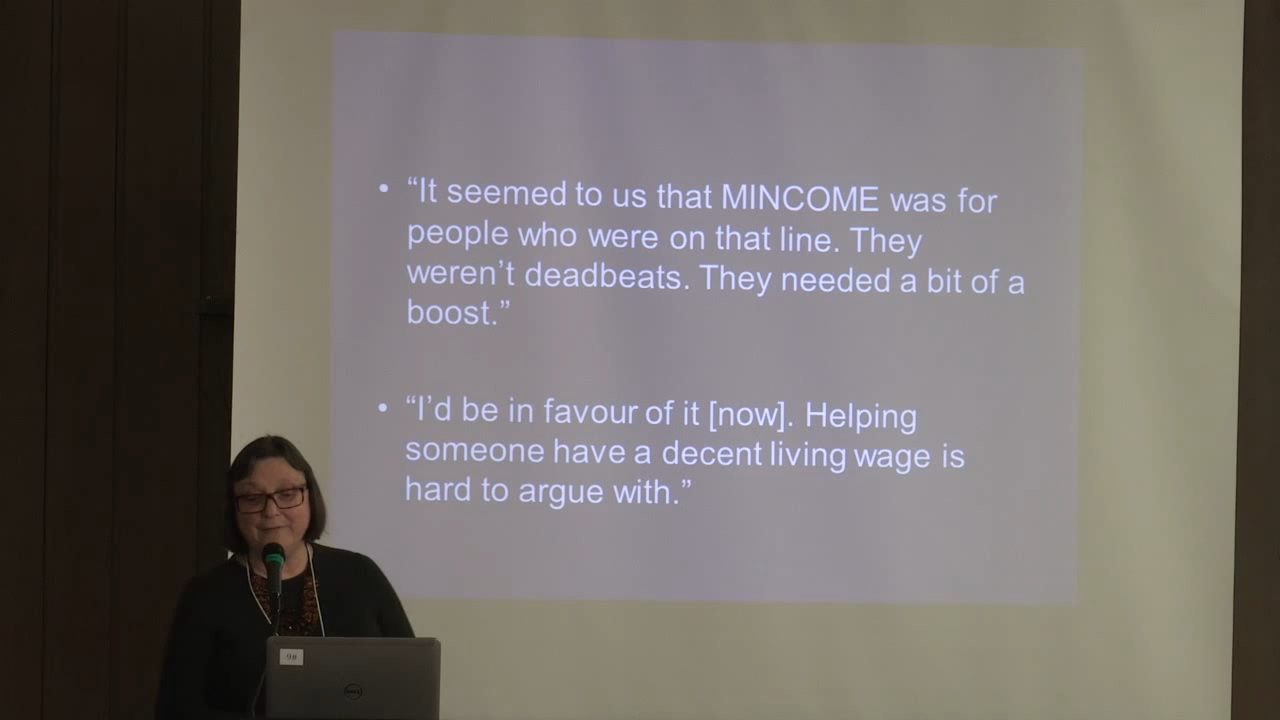 • “It seemed to us that MINCOME was for
people who were on that line. They
weren’t deadbeats. They needed a bit of a
boost.”
• “I’d be in favour of it [now]. Helping
someone have a decent living wage is
hard to argue with.”
DELL